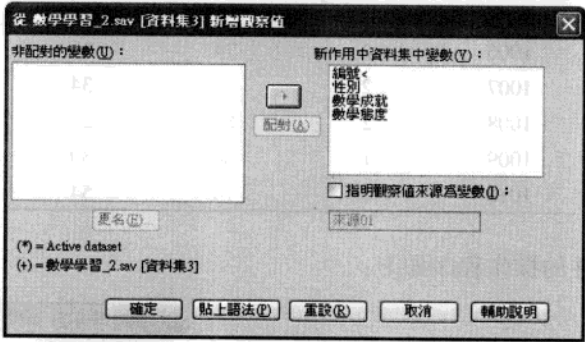 從 數學學習_2.sav [資料集3] 新增觀察值
非配對的變數(U)：
新作用中資料集中變數(V)：
編號<
性別
數學成就
數學態度
配對(A)
指明觀察值來源為變數(I)：
更名(E)...
來源01
(*) = Active dataset
(+) = 數學學習_2.sav [資料集3]
確定
貼上語法(P)
重設(R)
取消
輔助說明